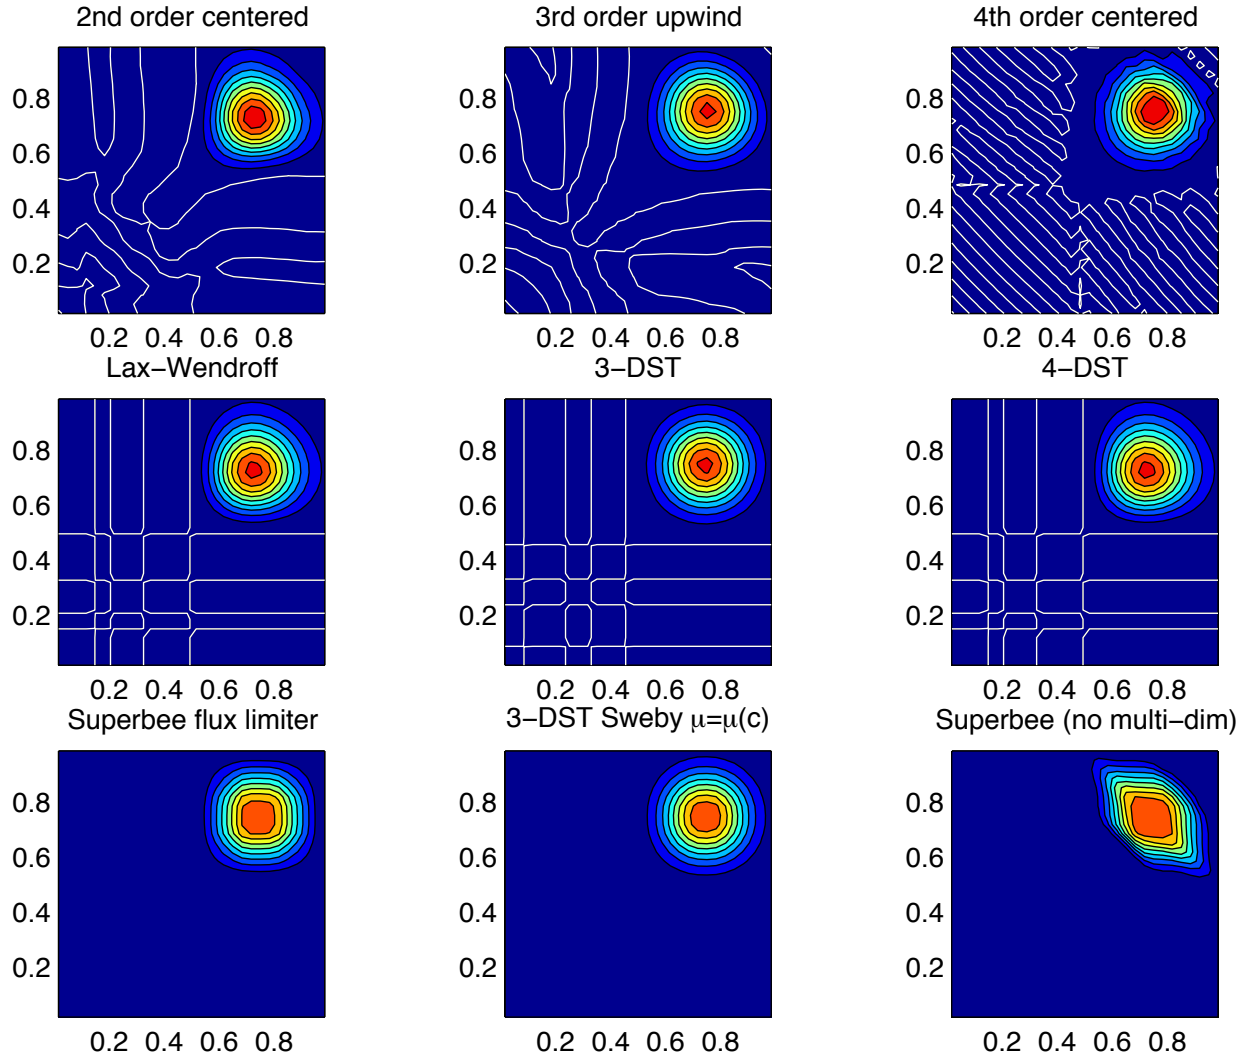 2nd order centered 3rd order upwind 4th order centered
0.8 0.8 0.8
0.6 0.6 0.6
0.4 0.4 0.4
0.2 0.2 0.2
0.2 0.4 0.6 0.8 0.2 0.4 0.6 0.8 0.2 0.4 0.6 0.8
Lax−Wendroff 3−DST 4−DST
0.8 0.8 0.8
0.6 0.6 0.6
0.4 0.4 0.4
0.2 0.2 0.2
0.2 0.4 0.6 0.8 0.2 0.4 0.6 0.8 0.2 0.4 0.6 0.8
Superbee flux limiter 3−DST Sweby μ=μ(c) Superbee (no multi−dim)
0.8 0.8 0.8
0.6 0.6 0.6
0.4 0.4 0.4
0.2 0.2 0.2
0.2 0.4 0.6 0.8 0.2 0.4 0.6 0.8 0.2 0.4 0.6 0.8